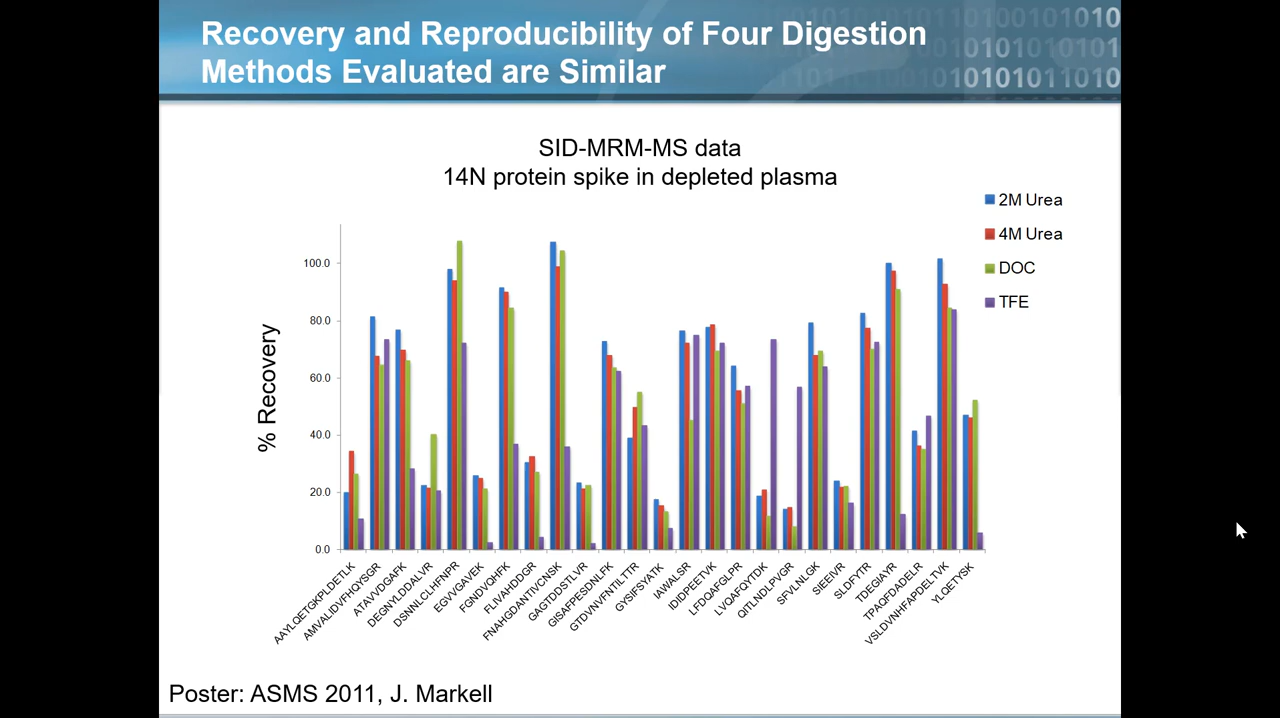 Recovery and Reproducibility of Four Digestion
Methods Evaluated are Similar
SID-MRM-MS data
14N protein spike in depleted plasma
2M Urea
4M Urea
DOC
TFE
% Recovery
100.0
80.0
60.0
40.0
20.0
0.0
AAYLQETGKPLDETLK
AMVALIDVFHQYSGR
ATAVVDGAFK
DEGNYLDDALVR
DSNNLCLHFNPR
EGVVGAVEK
FGNDVQHFK
FLIVAHDDGR
FNAHGDANTIVCNSK
GAGTDDSTLVR
GISAFPESDNLFK
GTDVNVFNTILTTR
GYSIFSYATK
IAWALSR
IDIDPEETVK
LFDQAFGLPR
LVQAFQYTDK
QITLNDLPVGR
SFVLNLGK
SIEEIVR
SLDFYTR
TDEGIAYR
TPAQFDADELR
VSLDVNHFAPDELTVK
YLQETYSK
Poster: ASMS 2011, J. Markell